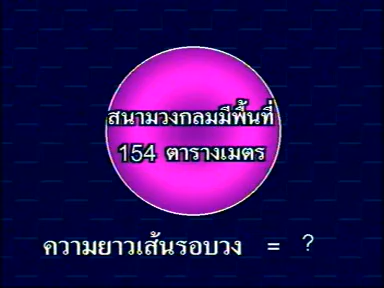 สนามวงกลมมีพื้นที่
154 ตารางเมตร
ความยาวเส้นรอบวง = ?